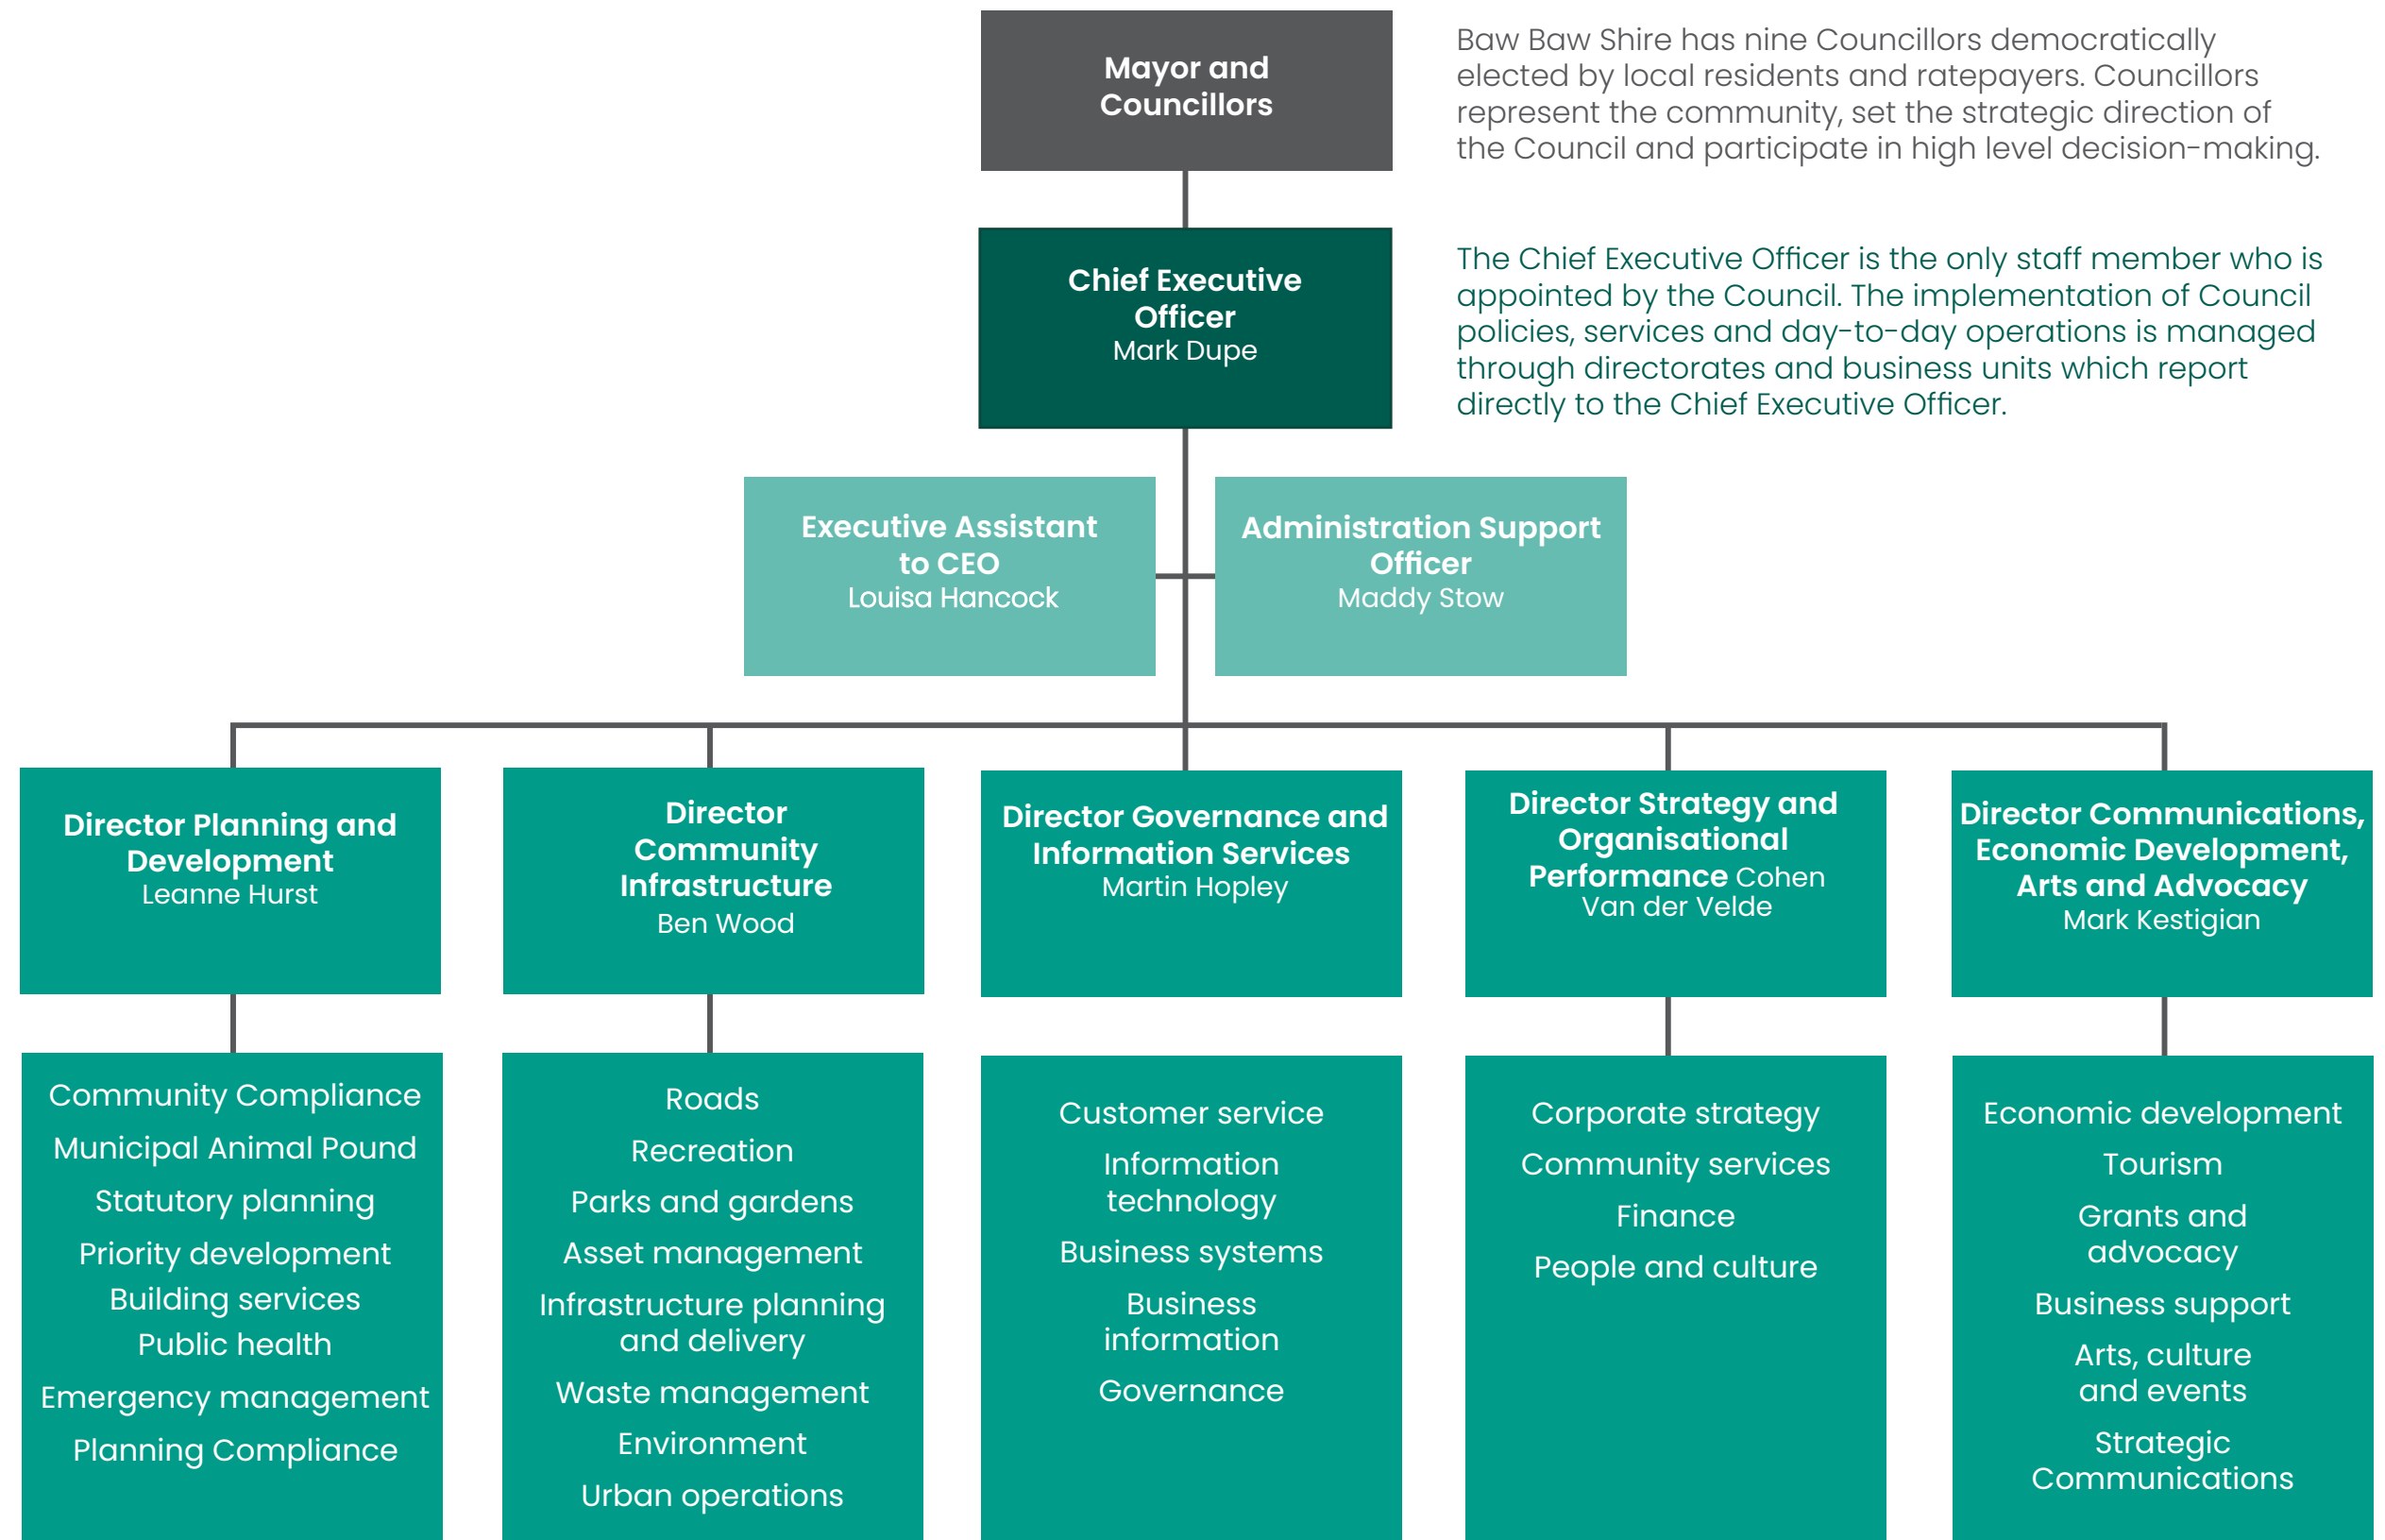 Mayor and
Councillors
Baw Baw Shire has nine Councillors democratically
elected by local residents and ratepayers. Councillors
represent the community, set the strategic direction of
the Council and participate in high level decision-making.
Chief Executive
Officer
Mark Dupe
The Chief Executive Officer is the only staff member who is
appointed by the Council. The implementation of Council
policies, services and day-to-day operations is managed
through directorates and business units which report
directly to the Chief Executive Officer.
Executive Assistant
to CEO
Louisa Hancock
Administration Support
Officer
Maddy Stow
Director Planning and
Development
Leanne Hurst
Director
Community
Infrastructure
Ben Wood
Director Governance and
Information Services
Martin Hopley
Director Strategy and
Organisational
Performance Cohen
Van der Velde
Director Communications,
Economic Development,
Arts and Advocacy
Mark Kestigian
Community Compliance
Municipal Animal Pound
Statutory planning
Priority development
Building services
Public health
Emergency management
Planning Compliance
Roads
Recreation
Parks and gardens
Asset management
Infrastructure planning
and delivery
Waste management
Environment
Urban operations
Customer service
Information
technology
Business systems
Business
information
Governance
Corporate strategy
Community services
Finance
People and culture
Economic development
Tourism
Grants and
advocacy
Business support
Arts, culture
and events
Strategic
Communications